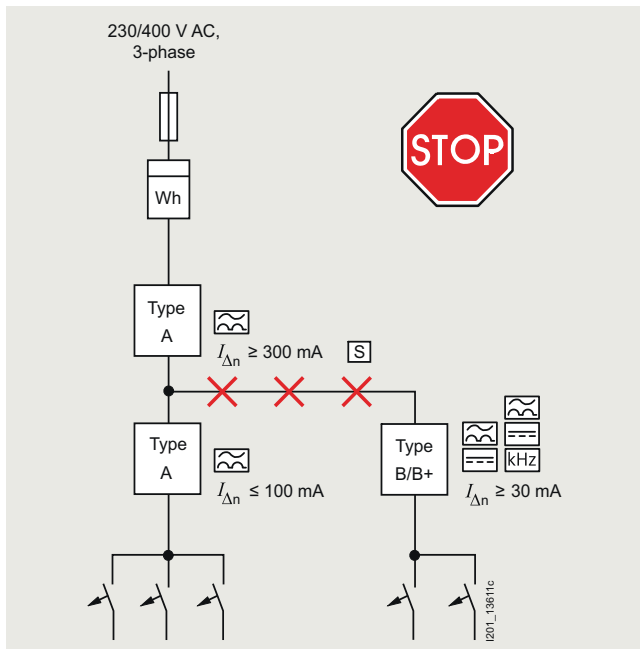 230/400 V AC,
3-phase
STOP
Wh
Type
A
IΔn ≥ 300 mA
S
Type
A
IΔn ≤ 100 mA
Type
B/B+
kHz
IΔn ≥ 30 mA
I201_13611c